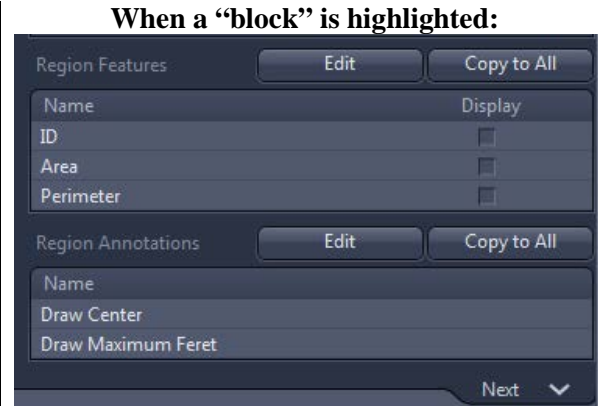 When a “block” is highlighted:
Region Features Edit Copy to All
Name Display
ID
Area
Perimeter
Region Annotations Edit Copy to All
Name
Draw Center
Draw Maximum Feret
Next